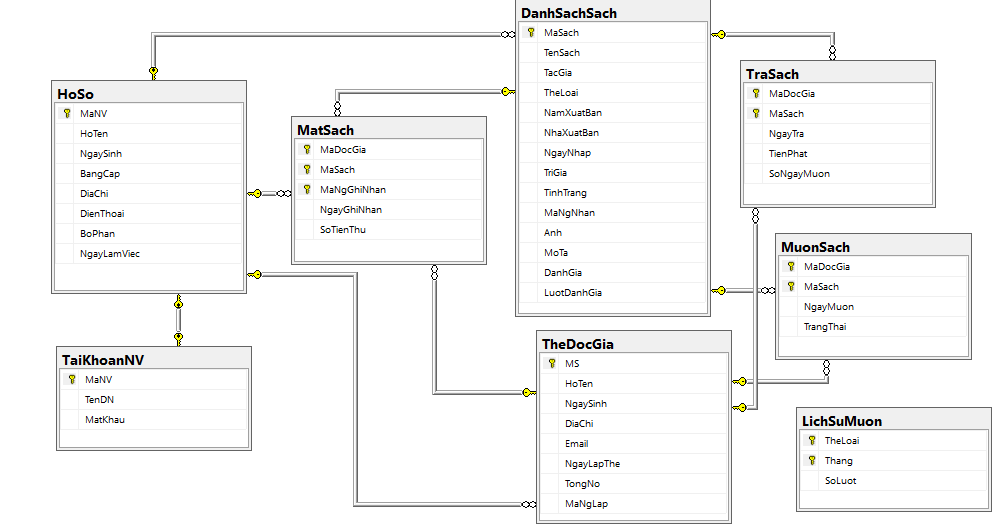 HoSo
MaNV
HoTen
NgaySinh
BangCap
DiaChi
DienThoai
BoPhan
NgayLamViec
TaiKhoanNV
MaNV
TenDN
MatKhau
MatSach
MaDocGia
MaSach
MaNgGhiNhan
NgayGhiNhan
SoTienThu
DanhSachSach
MaSach
TenSach
TacGia
TheLoai
NamXuatBan
NhaXuatBan
NgayNhap
TriGia
TinhTrang
MaNgNhan
Anh
MoTa
DanhGia
LuotDanhGia
TheDocGia
MS
HoTen
NgaySinh
DiaChi
Email
NgayLapThe
TongNo
MaNgLap
TraSach
MaDocGia
MaSach
NgayTra
TienPhat
SoNgayMuon
MuonSach
MaDocGia
MaSach
NgayMuon
TrangThai
LichSuMuon
TheLoai
Thang
SoLuot